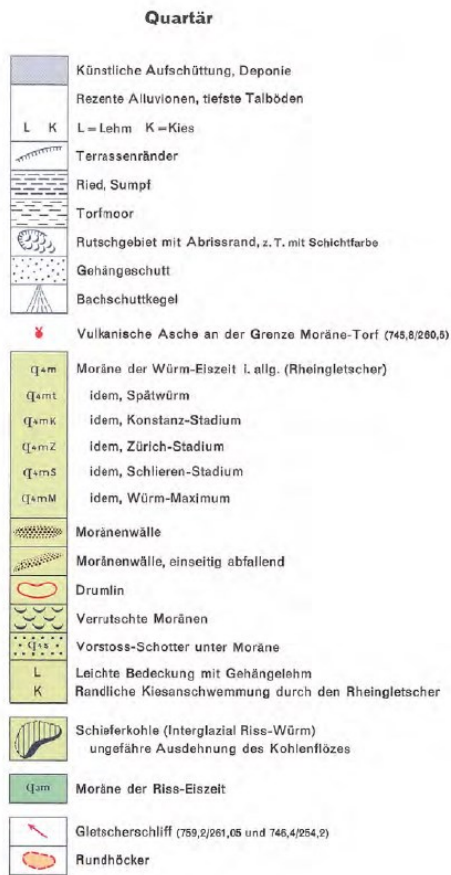 Quartär
Künstliche Aufschüttung, Deponie
Rezente Alluvionen, tiefste Talböden
L K L=Lehm K=Kies
Terrassenränder
Ried, Sumpf
Torfmoor
Rutschgebiet mit Abrissrand, z. T. mit Schichtfarbe
Gehängeschutt
Bachschuttkegel
Vulkanische Asche an der Grenze Moräne-Torf (745,8/260,5)
q4m Moräne der Würm-Eiszeit i. allg. (Rheingletscher)
q4mt idem, Spätwürm
q4mK idem, Konstanz-Stadium
q4mZ idem, Zürich-Stadium
q4mS idem, Schlieren-Stadium
q4mM idem, Würm-Maximum
Moränenwälle
Moränenwälle, einseitig abfallend
Drumlin
Verrutschte Moränen
q4s Vorstoss-Schotter unter Moräne
L Leichte Bedeckung mit Gehängelehm
K Randliche Kiesanschwemmung durch den Rheingletscher
Schieferkohle (Interglazial Riss-Würm)
ungefähre Ausdehnung des Kohlenflözes
q3m Moräne der Riss-Eiszeit
Gletscherschliff (759,2/261,05 und 746,4/254,2)
Rundhöcker